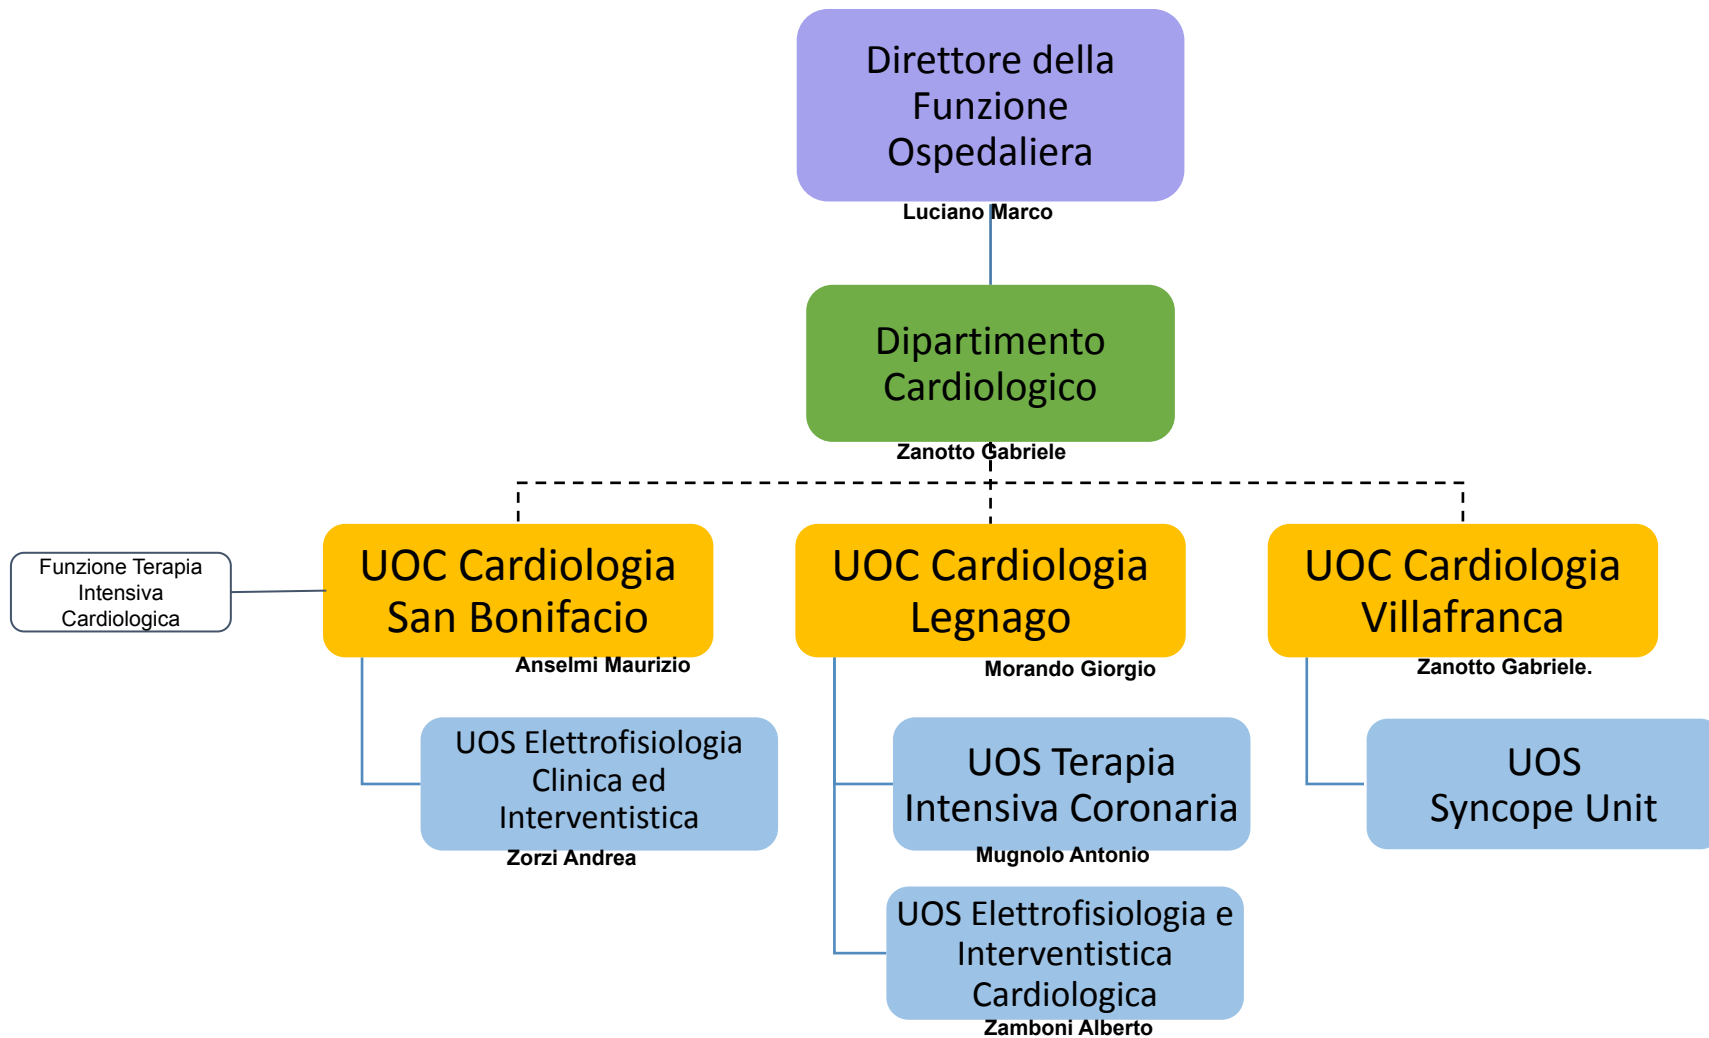 Direttore della
Funzione
Ospedaliera
Luciano Marco
Dipartimento
Cardiologico
Zanotto Gabriele
Funzione Terapia
Intensiva
Cardiologica
UOC Cardiologia
San Bonifacio
Anselmi Maurizio
UOC Cardiologia
Legnago
Morando Giorgio
UOC Cardiologia
Villafranca
Zanotto Gabriele.
UOS Elettrofisiologia
Clinica ed
Interventistica
Zorzi Andrea
UOS Terapia
Intensiva Coronaria
Mugnolo Antonio
UOS
Syncope Unit
UOS Elettrofisiologia e
Interventistica
Cardiologica
Zamboni Alberto